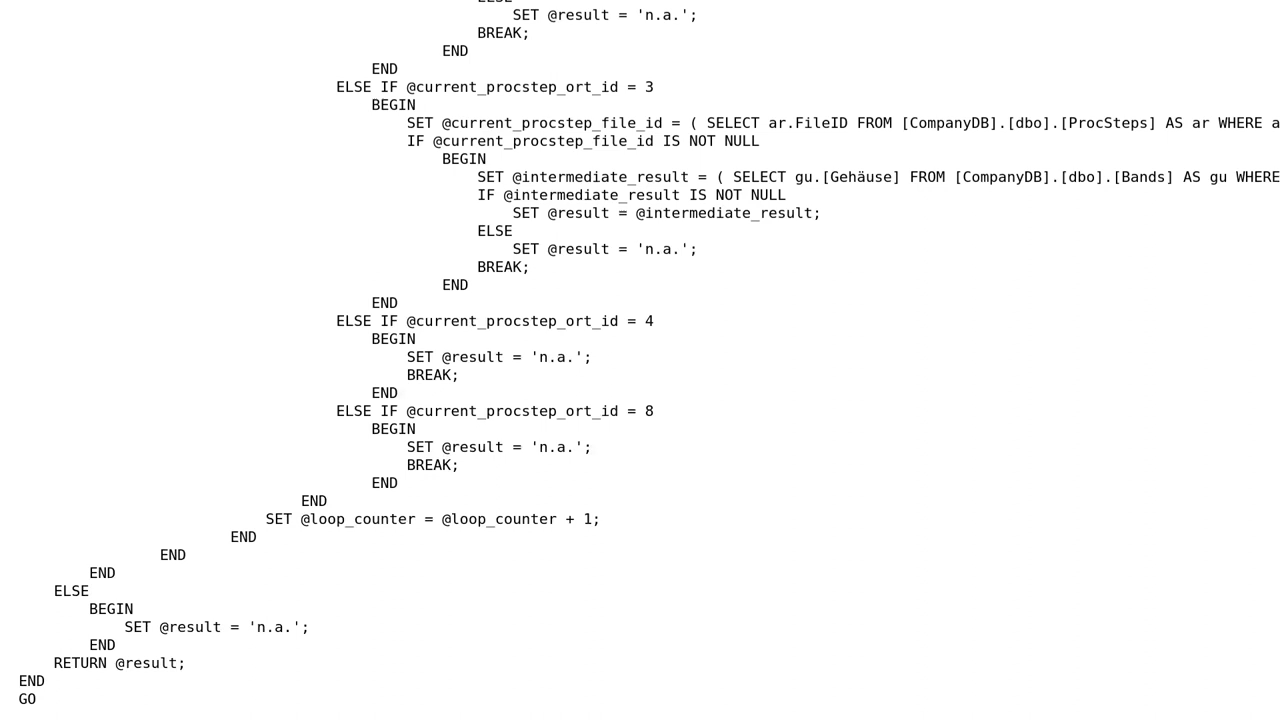 ELSE
SET @result = 'n.a.';
BREAK;
END
END
ELSE IF @current_procstep_ort_id = 3
BEGIN
SET @current_procstep_file_id = ( SELECT ar.FileID FROM [CompanyDB].[dbo].[ProcSteps] AS ar WHERE a
IF @current_procstep_file_id IS NOT NULL
BEGIN
SET @intermediate_result = ( SELECT gu.[Gehäuse] FROM [CompanyDB].[dbo].[Bands] AS gu WHERE
IF @intermediate_result IS NOT NULL
SET @result = @intermediate_result;
ELSE
SET @result = 'n.a.';
BREAK;
END
END
ELSE IF @current_procstep_ort_id = 4
BEGIN
SET @result = 'n.a.';
BREAK;
END
ELSE IF @current_procstep_ort_id = 8
BEGIN
SET @result = 'n.a.';
BREAK;
END
END
SET @loop_counter = @loop_counter + 1;
END
END
END
ELSE
BEGIN
SET @result = 'n.a.';
END
RETURN @result;
END
GO